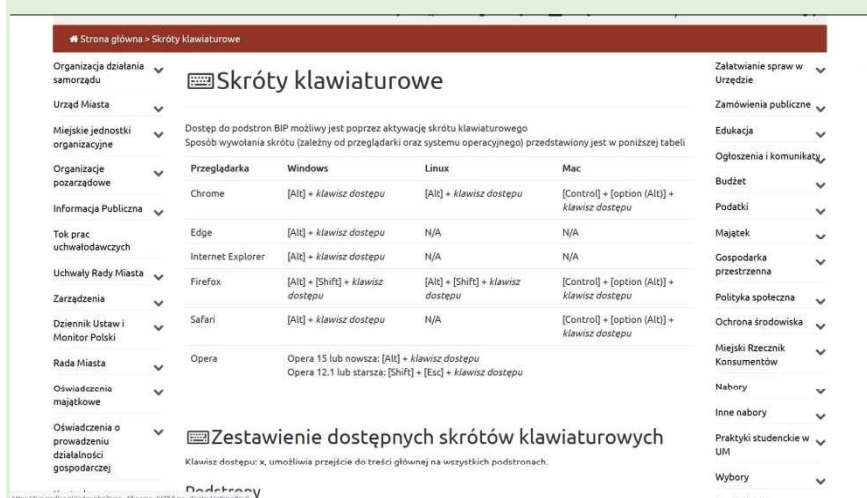 Strona główna > Skróty klawiaturowe
Organizacja działania
samorządu
Urząd Miasta
Miejskie jednostki
organizacyjne
Organizacje
pozarządowe
Informacja Publiczna
Tok prac
uchwałodawczych
Uchwały Rady Miasta
Zarządzenia
Dziennik Ustaw i
Monitor Polski
Rada Miasta
Oświadczenia
majątkowe
Oświadczenia o
prowadzeniu
działalności
gospodarczej
Skróty klawiaturowe
Dostęp do podstron BIP możliwy jest poprzez aktywację skrótu klawiaturowego
Sposób wywołania skrótu (zależny od przeglądarki oraz systemu operacyjnego) przedstawiony jest w poniższej tabeli
Przeglądarka Windows Linux Mac
Chrome [Alt] + klawisz dostępu [Alt] + klawisz dostępu [Control] + [option (Alt)] +
klawisz dostępu
Edge [Alt] + klawisz dostępu N/A N/A
Internet Explorer [Alt] + klawisz dostępu N/A N/A
Firefox [Alt] + [Shift] + klawisz [Alt] + [Shift] + klawisz [Control] + [option (Alt)] +
dostępu dostępu klawisz dostępu
Safari [Alt] + klawisz dostępu N/A [Control] + [option (Alt)] +
klawisz dostępu
Opera Opera 15 lub nowsza: [Alt] + klawisz dostępu
Opera 12.1 lub starsza: [Shift] + [Esc] + klawisz dostępu
Zestawienie dostępnych skrótów klawiaturowych
Klawisz dostępu: x, umożliwia przejście do treści głównej na wszystkich podstronach.
Podstrony
Załatwianie spraw w
Urzędzie
Zamówienia publiczne
Edukacja
Ogłoszenia i komunikaty
Budżet
Podatki
Majątek
Gospodarka
przestrzenna
Polityka społeczna
Ochrona środowiska
Miejski Rzecznik
Konsumentów
Nabory
Inne nabory
Praktyki studenckie w
UM
Wybory